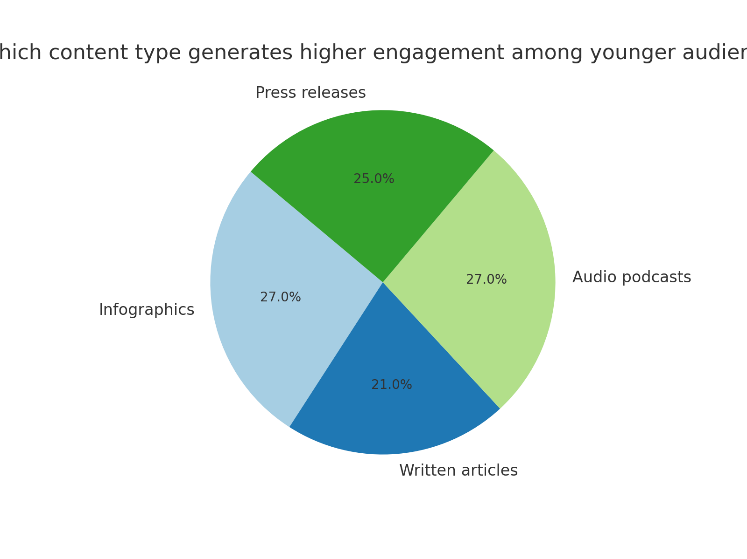 hich content type generates higher engagement among younger audien
Press releases
25.0%
Audio podcasts
27.0%
Infographics
27.0%
21.0%
Written articles